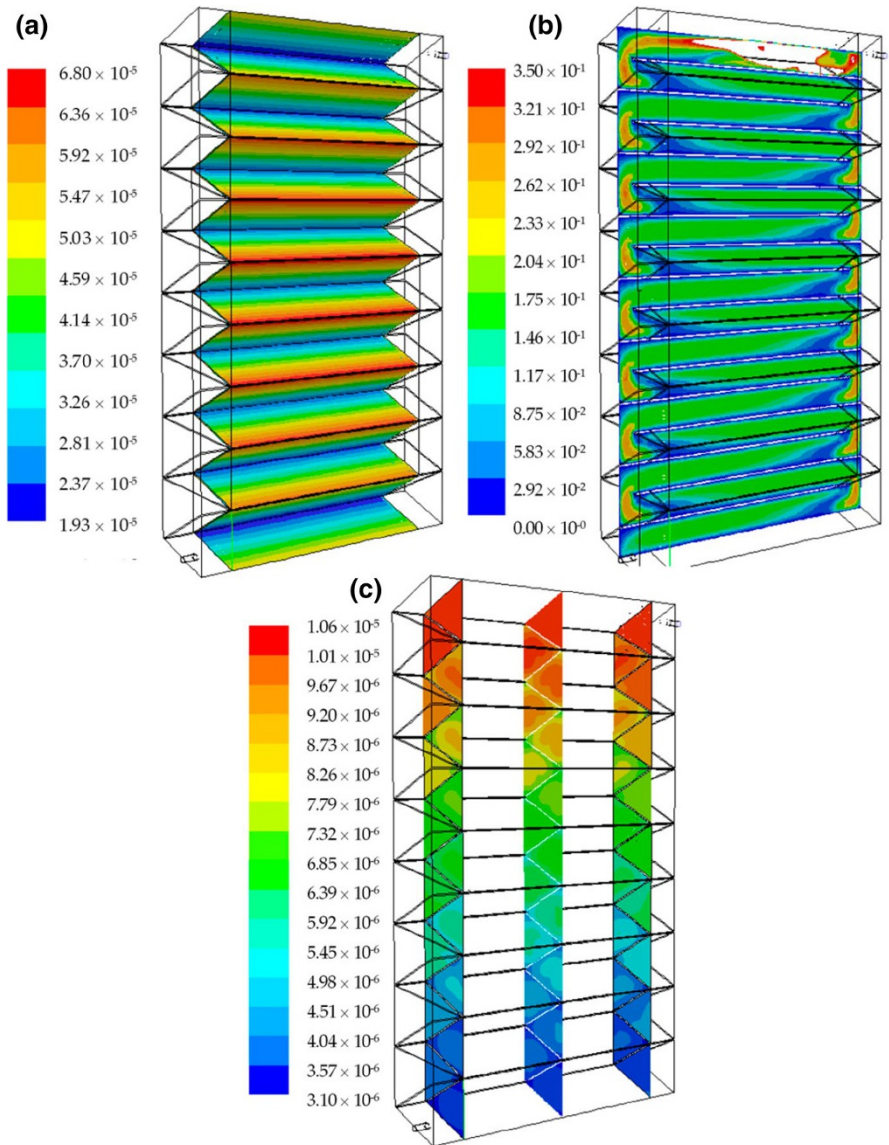 (a)
6.80 × 10⁻⁵
6.36 × 10⁻⁵
5.92 × 10⁻⁵
5.47 × 10⁻⁵
5.03 × 10⁻⁵
4.59 × 10⁻⁵
4.14 × 10⁻⁵
3.70 × 10⁻⁵
3.26 × 10⁻⁵
2.81 × 10⁻⁵
2.37 × 10⁻⁵
1.93 × 10⁻⁵
(b)
3.50 × 10⁻¹
3.21 × 10⁻¹
2.92 × 10⁻¹
2.62 × 10⁻¹
2.33 × 10⁻¹
2.04 × 10⁻¹
1.75 × 10⁻¹
1.46 × 10⁻¹
1.17 × 10⁻¹
8.75 × 10⁻²
5.83 × 10⁻²
2.92 × 10⁻²
0.00 × 10⁻⁰
(c)
1.06 × 10⁻⁵
1.01 × 10⁻⁵
9.67 × 10⁻⁶
9.20 × 10⁻⁶
8.73 × 10⁻⁶
8.26 × 10⁻⁶
7.79 × 10⁻⁶
7.32 × 10⁻⁶
6.85 × 10⁻⁶
6.39 × 10⁻⁶
5.92 × 10⁻⁶
5.45 × 10⁻⁶
4.98 × 10⁻⁶
4.51 × 10⁻⁶
4.04 × 10⁻⁶
3.57 × 10⁻⁶
3.10 × 10⁻⁶